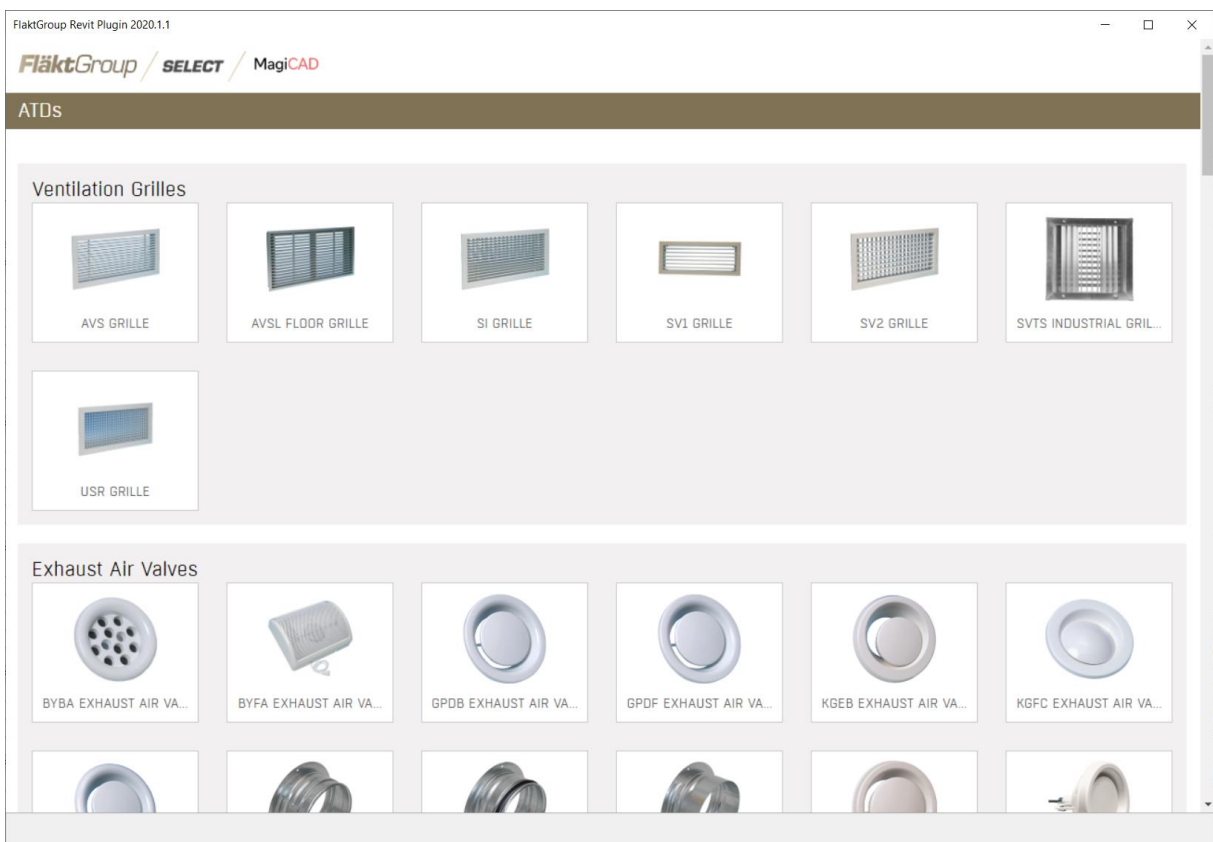 FlaktGroup Revit Plugin 2020.1.1
FläktGroup SELECT MagiCAD
ATDs
Ventilation Grilles
AVS GRILLE AVSL FLOOR GRILLE SI GRILLE SV1 GRILLE SV2 GRILLE SVTS INDUSTRIAL GRIL...
USR GRILLE
Exhaust Air Valves
BYBA EXHAUST AIR VA... BYFA EXHAUST AIR VA... GPDB EXHAUST AIR VA... GPDF EXHAUST AIR VA... KGEB EXHAUST AIR VA... KGFC EXHAUST AIR VA...